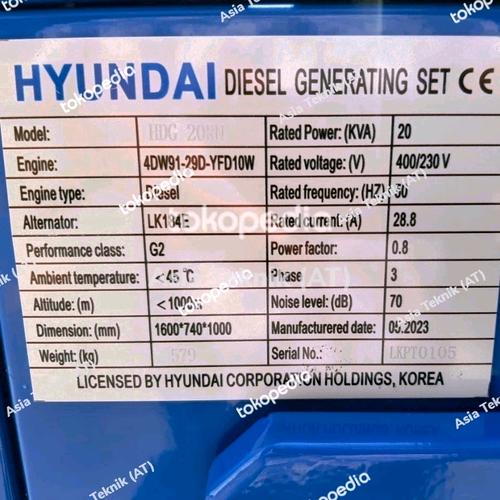 HYUNDAI DIESEL GENERATING SET CE
Model: HDG 20 Rated Power: (KVA) 20
Engine: 4DW91-29D-YFD10W Rated voltage: (V) 400/230 V
Engine type: Diesel Rated frequency: (HZ)
Alternator: LK184E Rated current: (A) 28.8
Performance class: G2 Power factor: 0.8
Ambient temperature: <45℃ Phase 3
Altitude: (m) <1000m Noise level: (dB) 70
Dimension: (mm) 1600*740*1000 Manufacturered date: 05.2023
Weight: (kg) 579 Serial No.: LKPT0105
LICENSED BY HYUNDAI CORPORATION HOLDINGS, KOREA
tokopedia
Asia Teknik (AT)